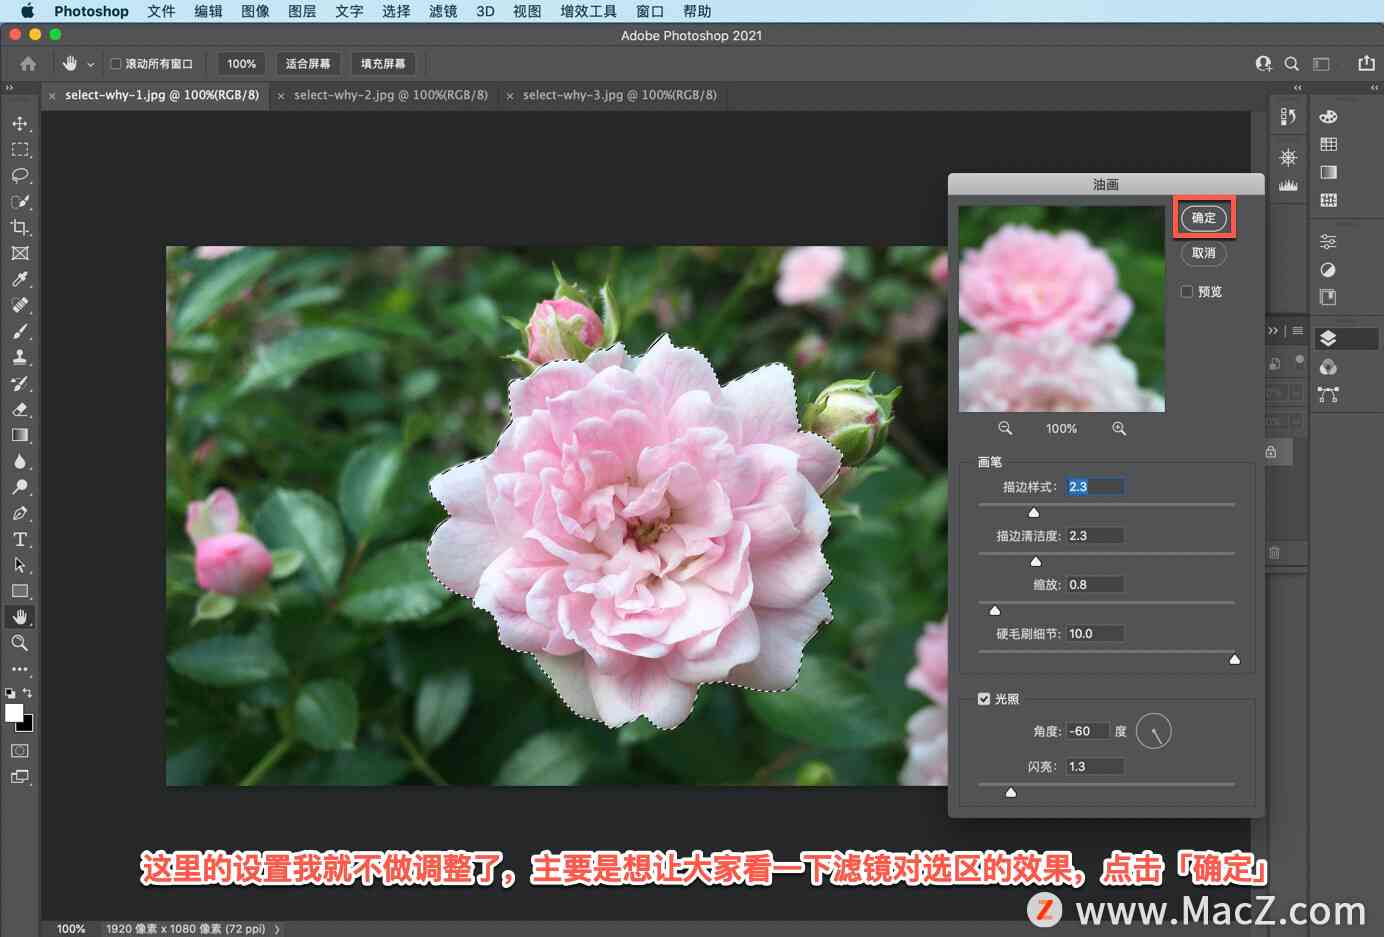 Photoshop 文件 编辑 图像 图层 文字 选择 滤镜 3D 视图 增效工具 窗口 帮助
Adobe Photoshop 2021
滚动所有窗口 100% 适合屏幕 填充屏幕
select-why-1.jpg @ 100%(RGB/8) select-why-2.jpg @ 100%(RGB/8) select-why-3.jpg @ 100%(RGB/8)
油画
确定
取消
预览
100%
画笔
描边样式: 2.3
描边清洁度: 2.3
缩放: 0.8
硬毛刷细节: 10.0
光照
角度: -60 度
闪亮: 1.3
这里的设置我就不做调整了，主要是想让大家看一下滤镜对选区的效果，点击「确定」
Z www.MacZ.com
100% 1920 像素 x 1080 像素 (72 ppi)